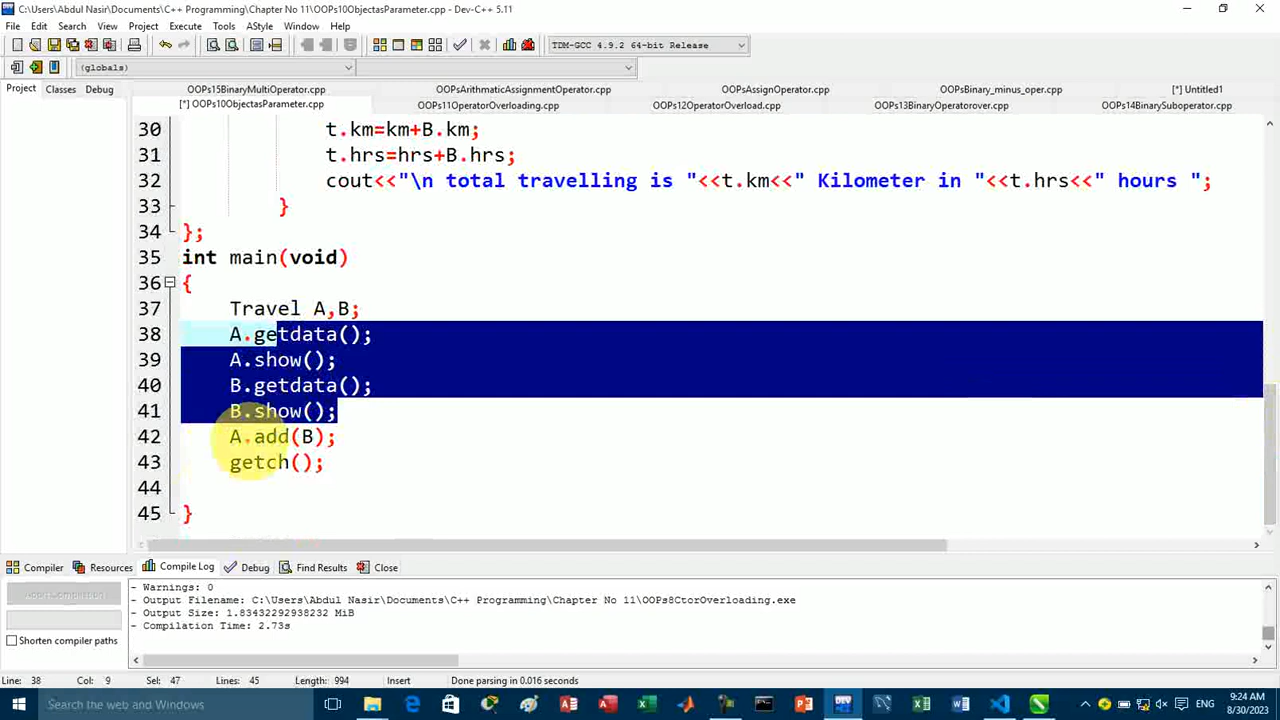 C:\Users\Abdul Nasir\Documents\C++ Programming\Chapter No 11\OOPs10ObjectasParameter.cpp - Dev-C++ 5.11
File Edit Search View Project Execute Tools AStyle Window Help
TDM-GCC 4.9.2 64-bit Release
(globals)
Project Classes Debug
OOPs15BinaryMultiOperator.cpp OOPsArithmaticAssignmentOperator.cpp OOPsAssignOperator.cpp OOPsBinary_minus_oper.cpp [*] Untitled1
[*] OOPs10ObjectasParameter.cpp OOPs11OperatorOverloading.cpp OOPs12OperatorOverload.cpp OOPs13BinaryOperatorover.cpp OOPs14BinarySuboperator.cpp
30 t.km=km+B.km;
31 t.hrs=hrs+B.hrs;
32 cout<<"\n total travelling is "<<t.km<<" Kilometer in "<<t.hrs<<" hours ";
33 }
34 };
35 int main(void)
36 {
37 Travel A,B;
38 A.getdata();
39 A.show();
40 B.getdata();
41 B.show();
42 A.add(B);
43 getch();
44
45 }
Compiler Resources Compile Log Debug Find Results Close
- Warnings: 0
- Output Filename: C:\Users\Abdul Nasir\Documents\C++ Programming\Chapter No 11\OOPs8CtorOverloading.exe
- Output Size: 1.83432292938232 MiB
- Compilation Time: 2.73s
Shorten compiler paths
Line: 38 Col: 9 Sel: 47 Lines: 45 Length: 994 Insert Done parsing in 0.016 seconds
Search the web and Windows
ENG
9:24 AM
8/30/2023